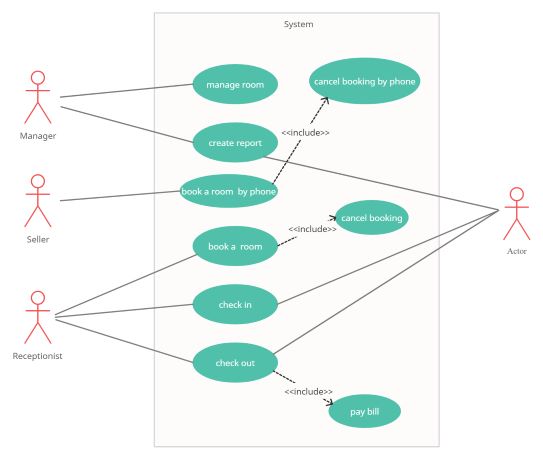 System
manage room
cancel booking by phone
Manager
create report
<<include>>
book a room  by phone
Seller
book a  room
cancel booking
<<include>>
Actor
check in
Receptionist
check out
<<include>>
pay bill